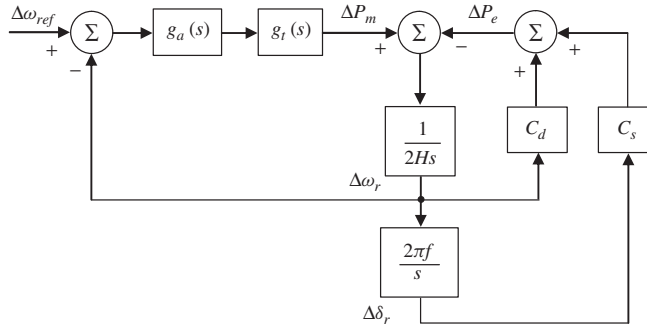 Δω_ref
+
−
Σ
g_a (s)
g_t (s)
ΔP_m
+
Σ
−
ΔP_e
Σ
+
+
1
2Hs
C_d
C_s
Δω_r
2πf
s
Δδ_r